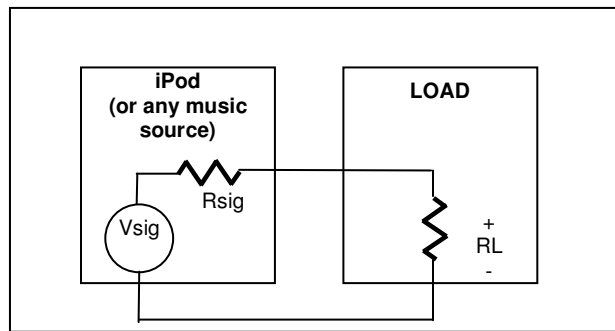 iPod
(or any music
source)
LOAD
Rsig
Vsig
+
RL
-